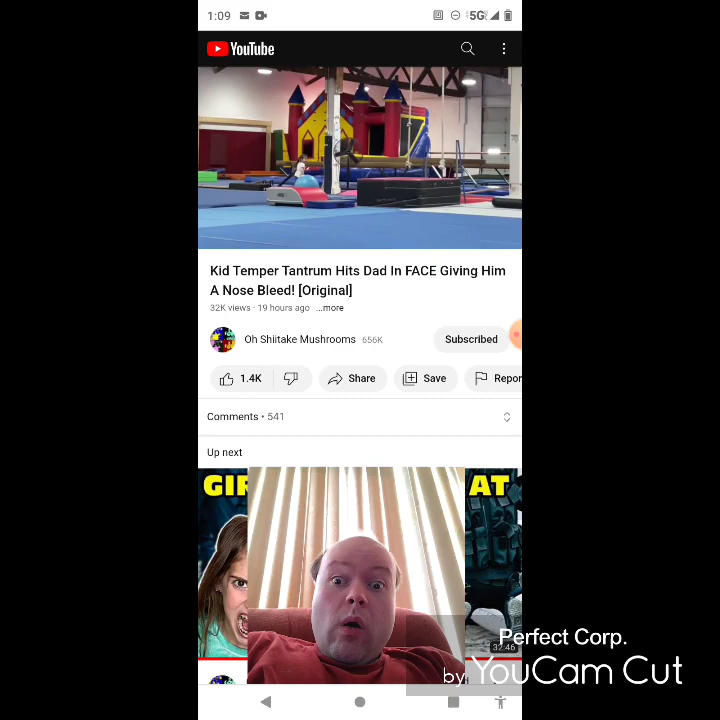 1:09
5G
YouTube
Kid Temper Tantrum Hits Dad In FACE Giving Him
A Nose Bleed! [Original]
32K views · 19 hours ago ...more
Oh Shiitake Mushrooms 656K
Subscribed
1.4K
Share
Save
Repor
Comments • 541
Up next
GIR
AT
32:46
Perfect Corp.
by YouCam Cut